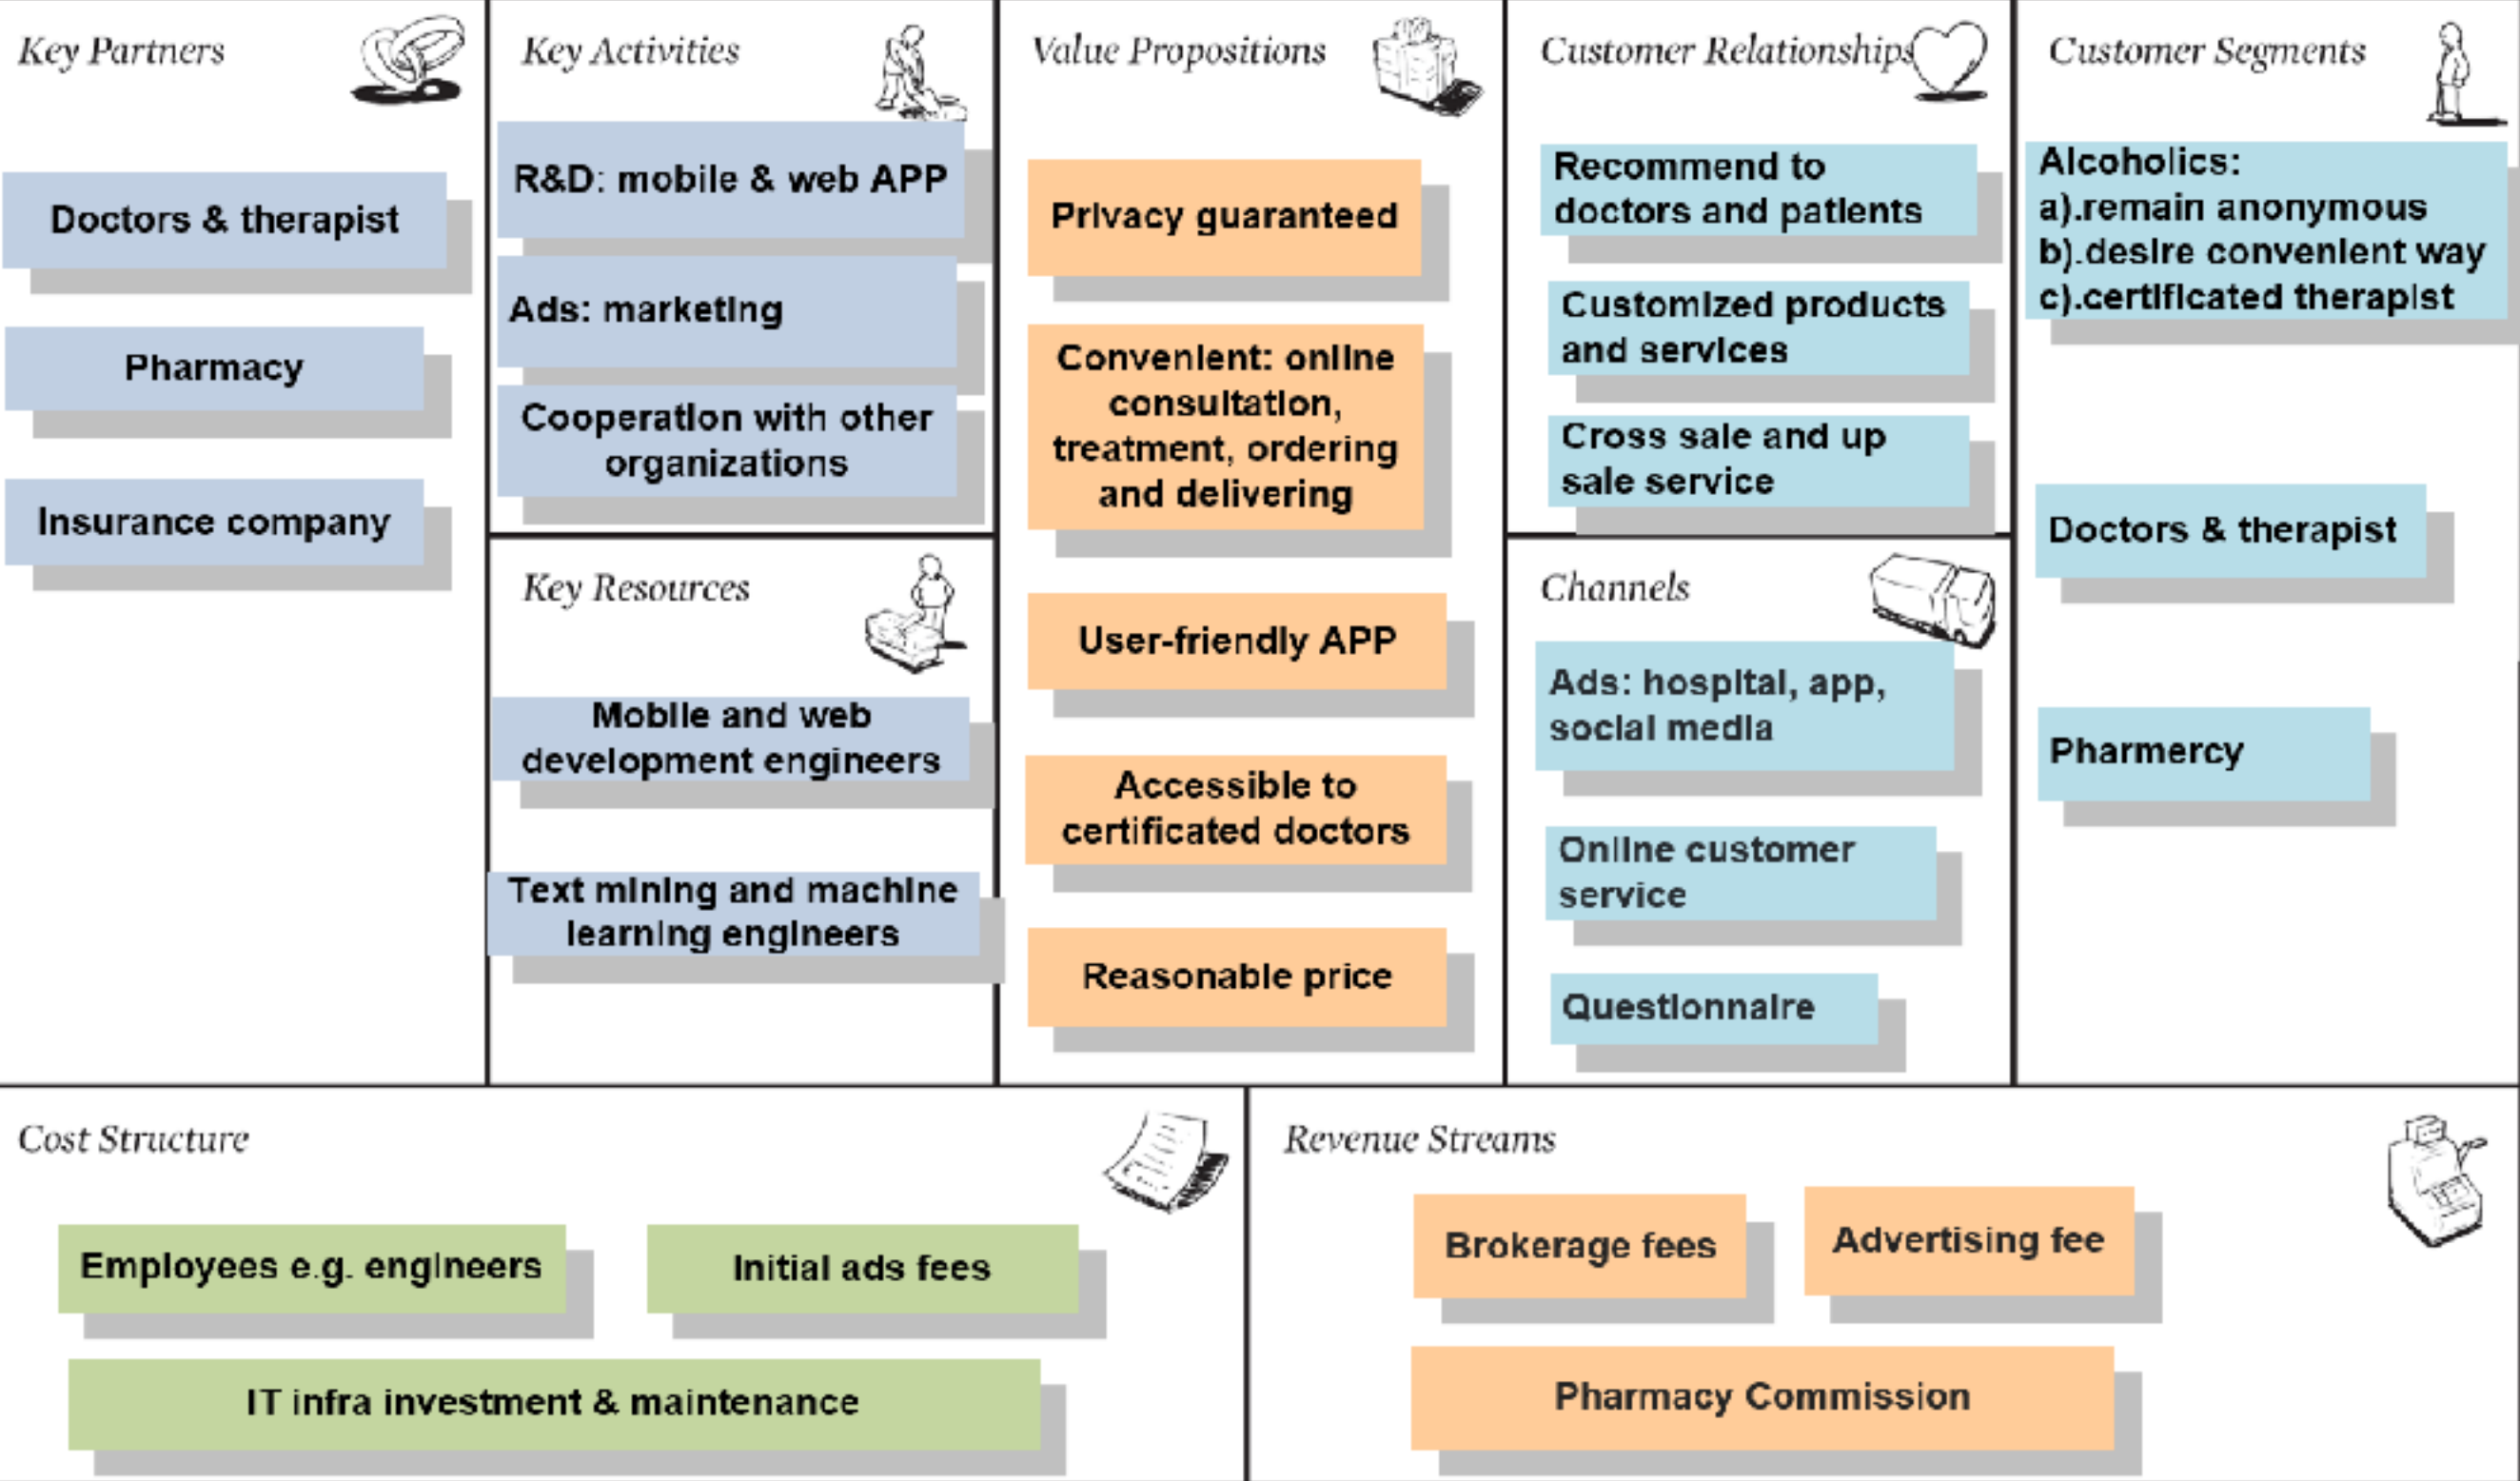 Key Partners
Doctors & therapist
Pharmacy
Insurance company
Key Activities
R&D: mobile & web APP
Ads: marketing
Cooperation with other
organizations
Key Resources
Mobile and web
development engineers
Text mining and machine
learning engineers
Value Propositions
Privacy guaranteed
Convenient: online
consultation,
treatment, ordering
and delivering
User-friendly APP
Accessible to
certificated doctors
Reasonable price
Customer Relationships
Recommend to
doctors and patients
Customized products
and services
Cross sale and up
sale service
Channels
Ads: hospital, app,
social media
Online customer
service
Questionnaire
Customer Segments
Alcoholics:
a).remain anonymous
b).desire convenient way
c).certificated therapist
Doctors & therapist
Pharmercy
Cost Structure
Employees e.g. engineers
Initial ads fees
IT infra investment & maintenance
Revenue Streams
Brokerage fees
Advertising fee
Pharmacy Commission